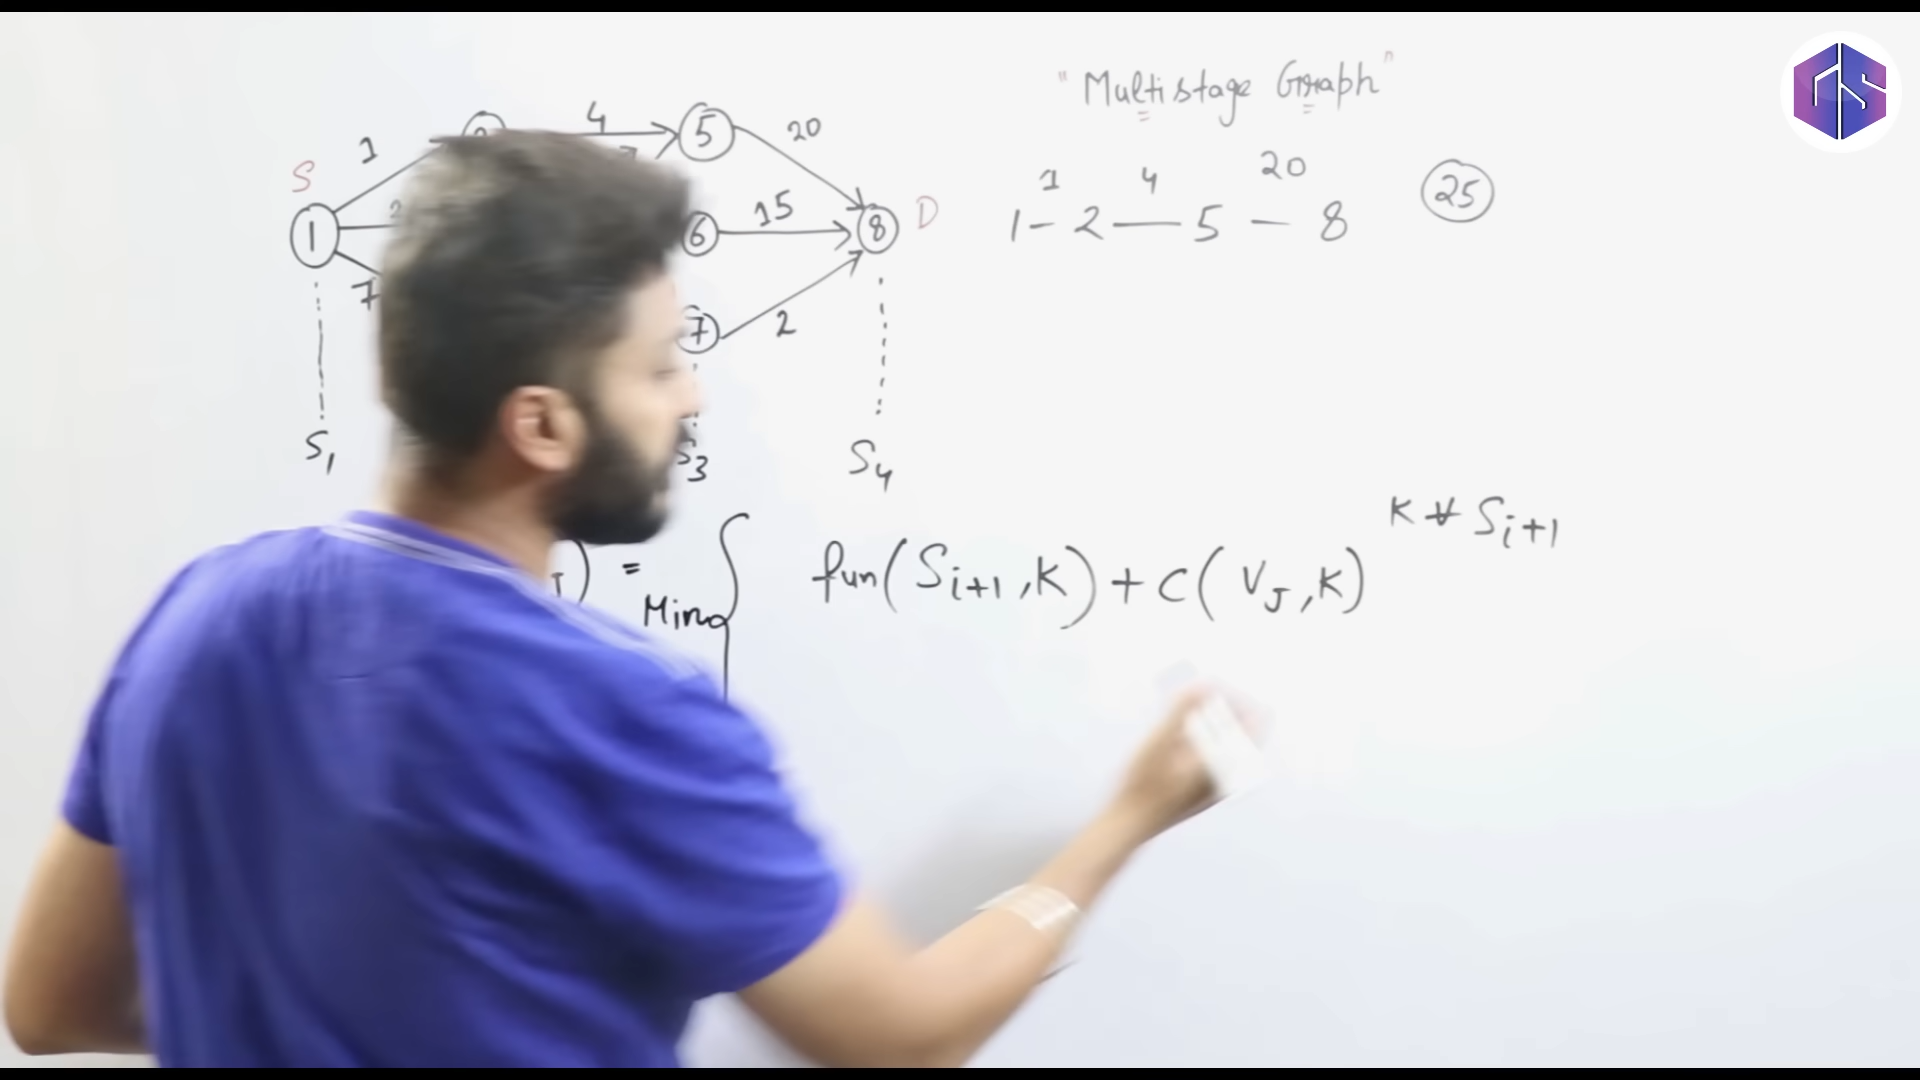 "Multistage Graph"
1 4 20
1 - 2 — 5 - 8 25
S 1 2 7
1
4 5 20
6 15 8 D
7 2
S1 S3 S4
) = Min { fun(Si+1, K) + C(VJ, K) K ∀ Si+1